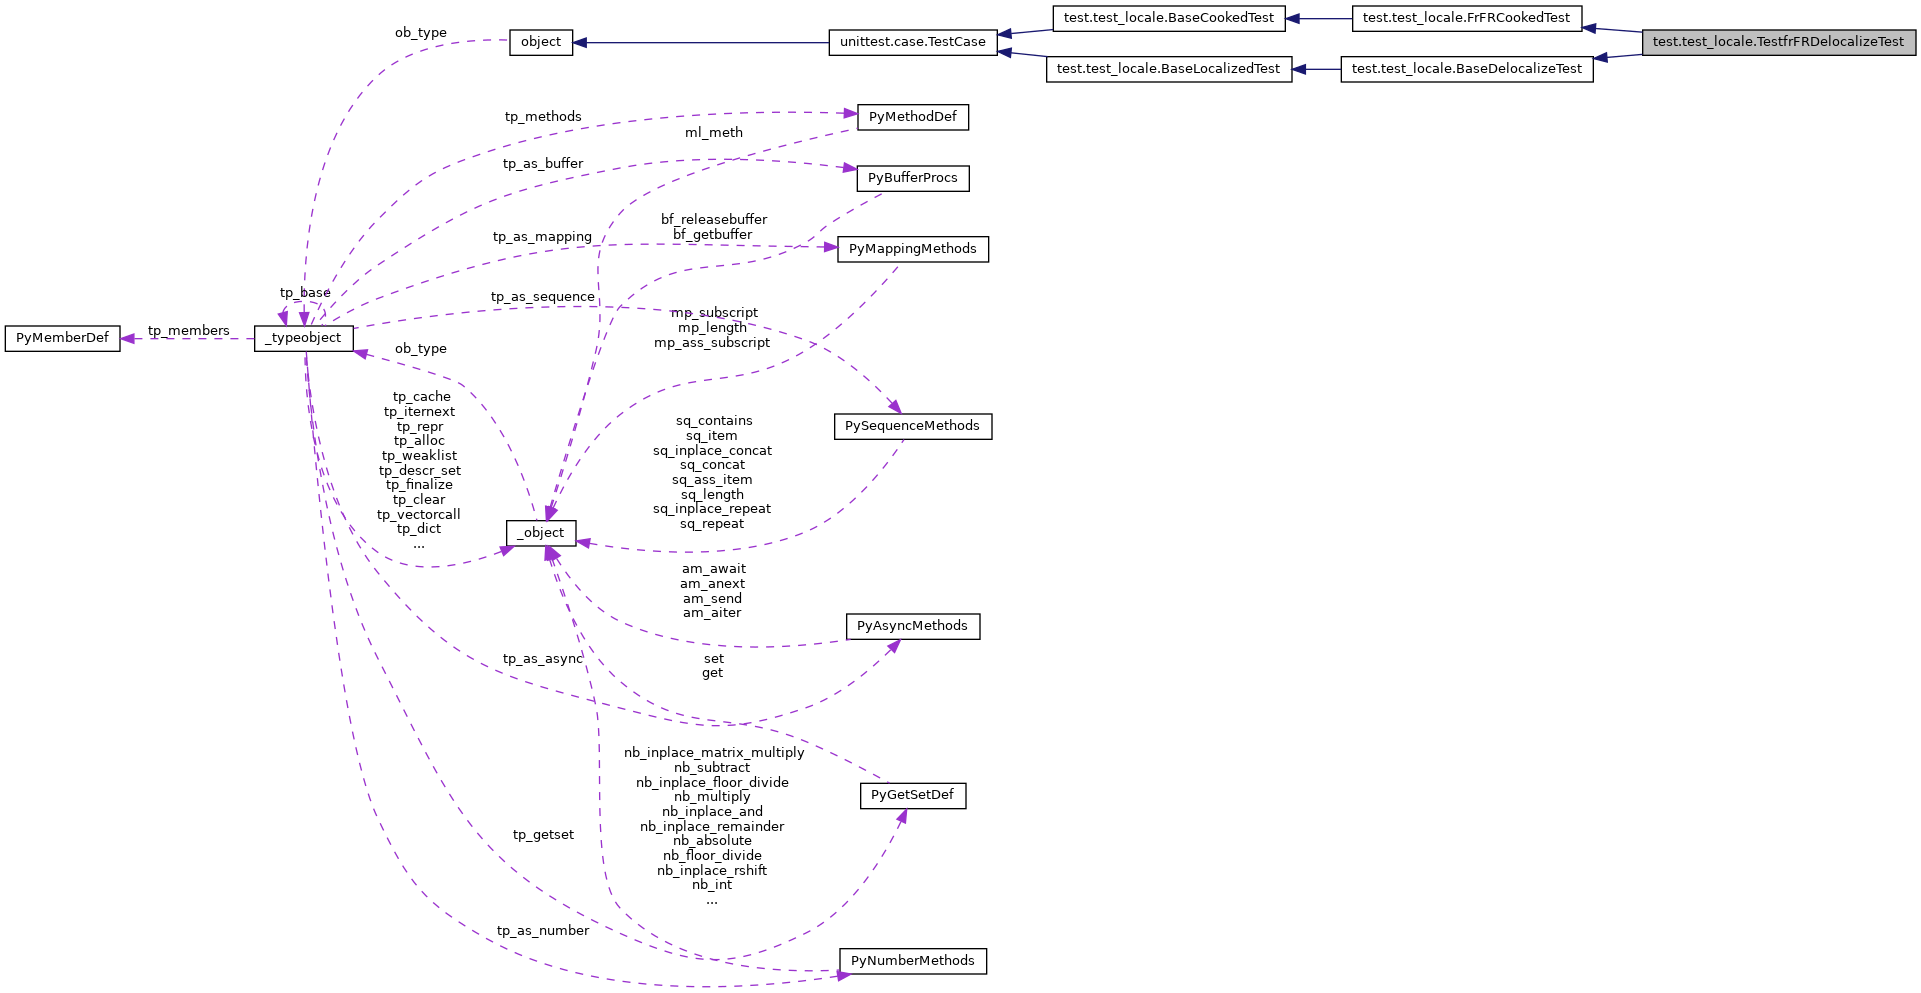 test.test_locale.BaseCookedTest
test.test_locale.FrFRCookedTest
ob_type
object
unittest.case.TestCase
test.test_locale.TestfrFRDelocalizeTest
test.test_locale.BaseLocalizedTest
test.test_locale.BaseDelocalizeTest
tp_methods
PyMethodDef
ml_meth
tp_as_buffer
PyBufferProcs
bf_releasebuffer
bf_getbuffer
tp_as_mapping
PyMappingMethods
tp_base
tp_as_sequence
mp_subscript
mp_length
mp_ass_subscript
PyMemberDef
tp_members
_typeobject
ob_type
tp_cache
tp_iternext
tp_repr
tp_alloc
tp_weaklist
tp_descr_set
tp_finalize
tp_clear
tp_vectorcall
tp_dict
...
sq_contains
sq_item
sq_inplace_concat
sq_concat
sq_ass_item
sq_length
sq_inplace_repeat
sq_repeat
PySequenceMethods
_object
am_await
am_anext
am_send
am_aiter
PyAsyncMethods
tp_as_async
set
get
nb_inplace_matrix_multiply
nb_subtract
nb_inplace_floor_divide
nb_multiply
nb_inplace_and
nb_inplace_remainder
nb_absolute
nb_floor_divide
nb_inplace_rshift
nb_int
...
PyGetSetDef
tp_getset
tp_as_number
PyNumberMethods